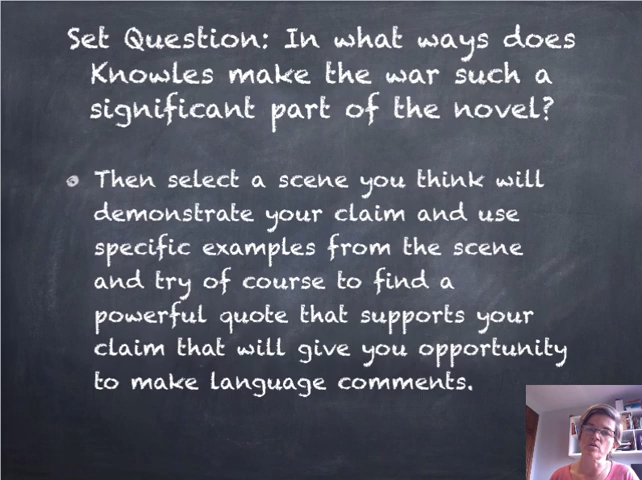 Set Question: In what ways does
Knowles make the war such a
significant part of the novel?
Then select a scene you think will
demonstrate your claim and use
specific examples from the scene
and try of course to find a
powerful quote that supports your
claim that will give you opportunity
to make language comments.